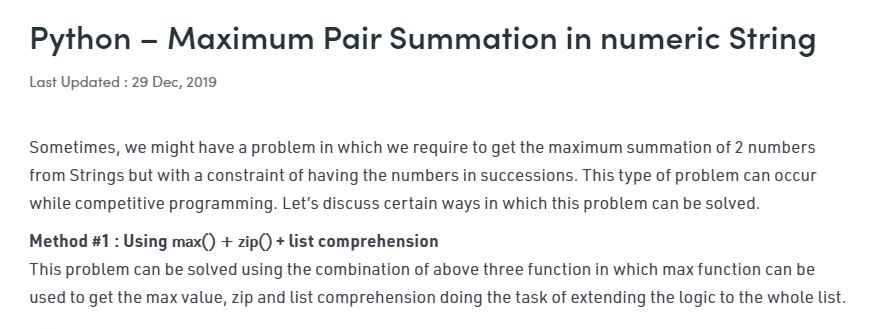 Python – Maximum Pair Summation in numeric String
Last Updated : 29 Dec, 2019
Sometimes, we might have a problem in which we require to get the maximum summation of 2 numbers
from Strings but with a constraint of having the numbers in successions. This type of problem can occur
while competitive programming. Let’s discuss certain ways in which this problem can be solved.
Method #1 : Using max() + zip() + list comprehension
This problem can be solved using the combination of above three function in which max function can be
used to get the max value, zip and list comprehension doing the task of extending the logic to the whole list.